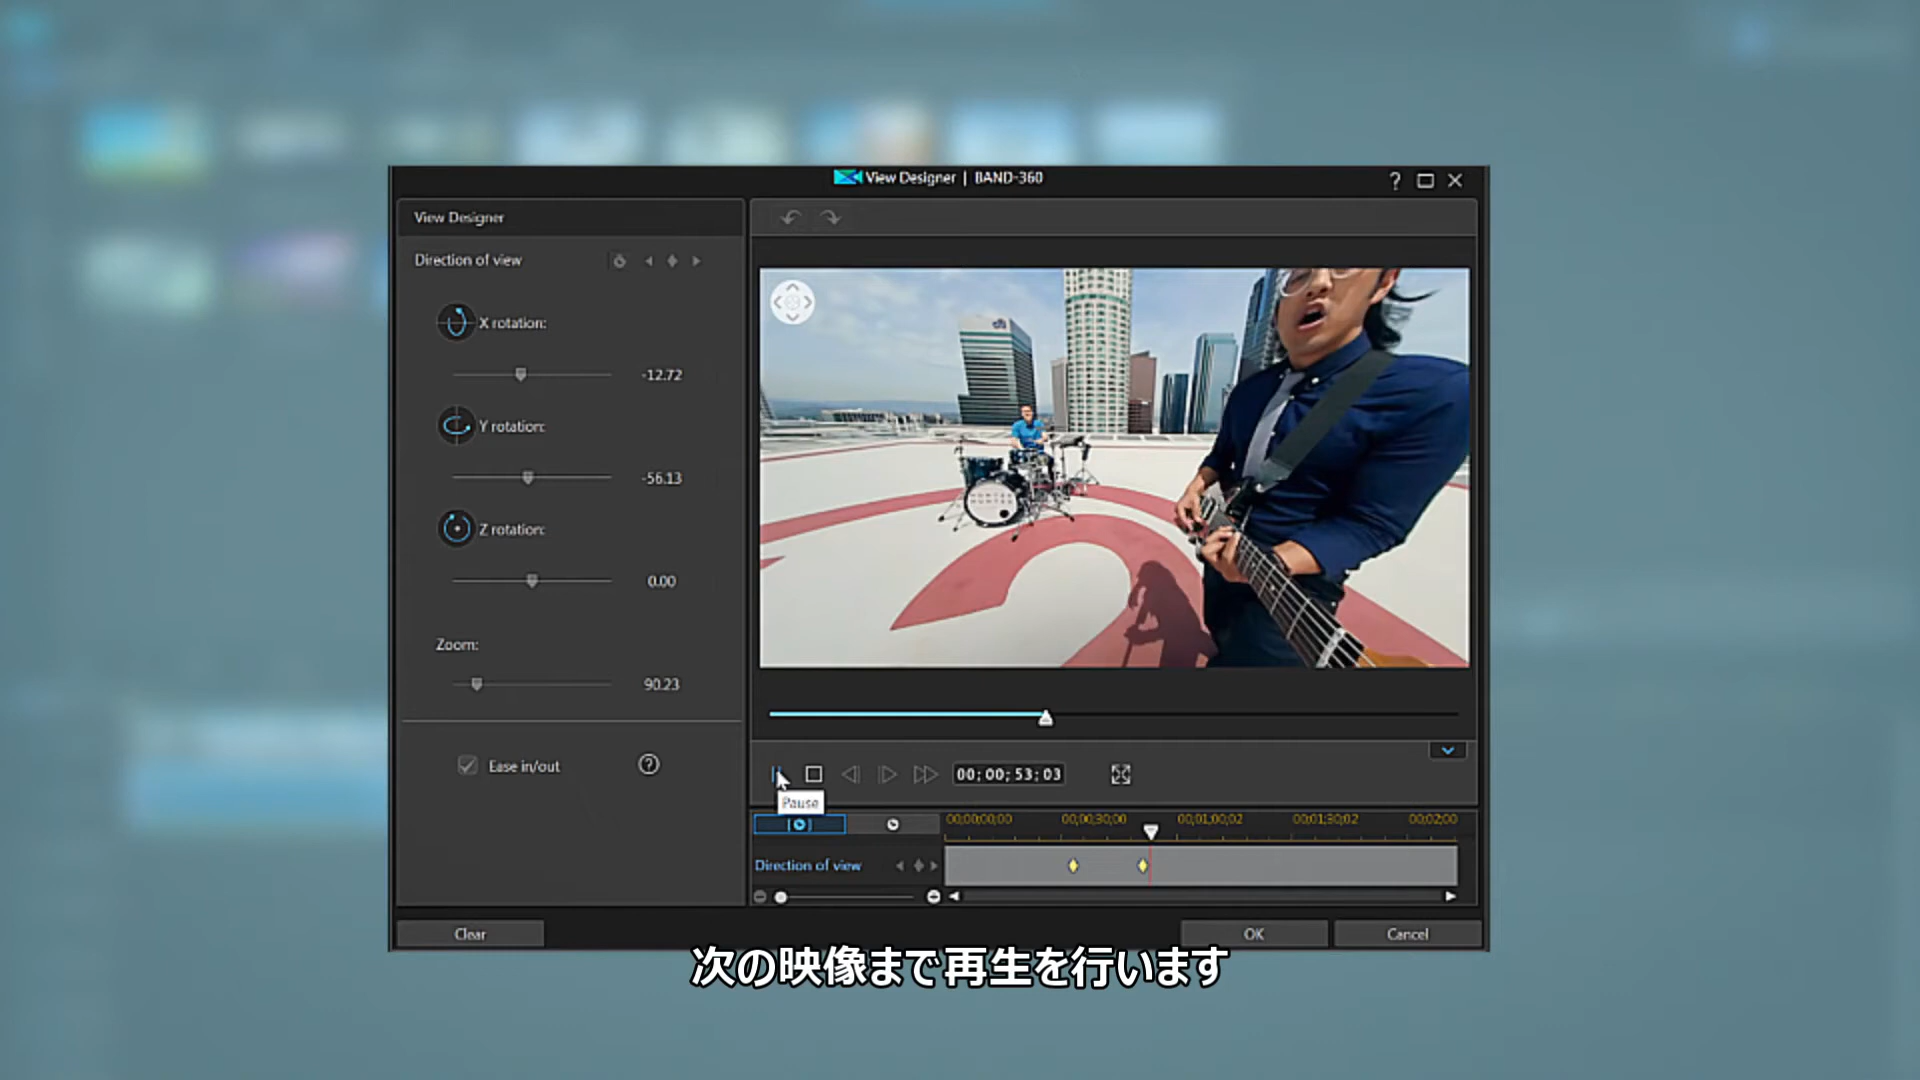 View Designer | BAND-360
?
View Designer
Direction of view
X rotation:
-12.72
Y rotation:
-56.13
Z rotation:
0.00
Zoom:
90.23
Ease in/out
?
00;00;53;03
Pause
00;00;00;00 00;00;30;00 00;01;00;02 00;01;30;02 00;02;00
Direction of view
Clear
OK
Cancel
次の映像まで再生を行います